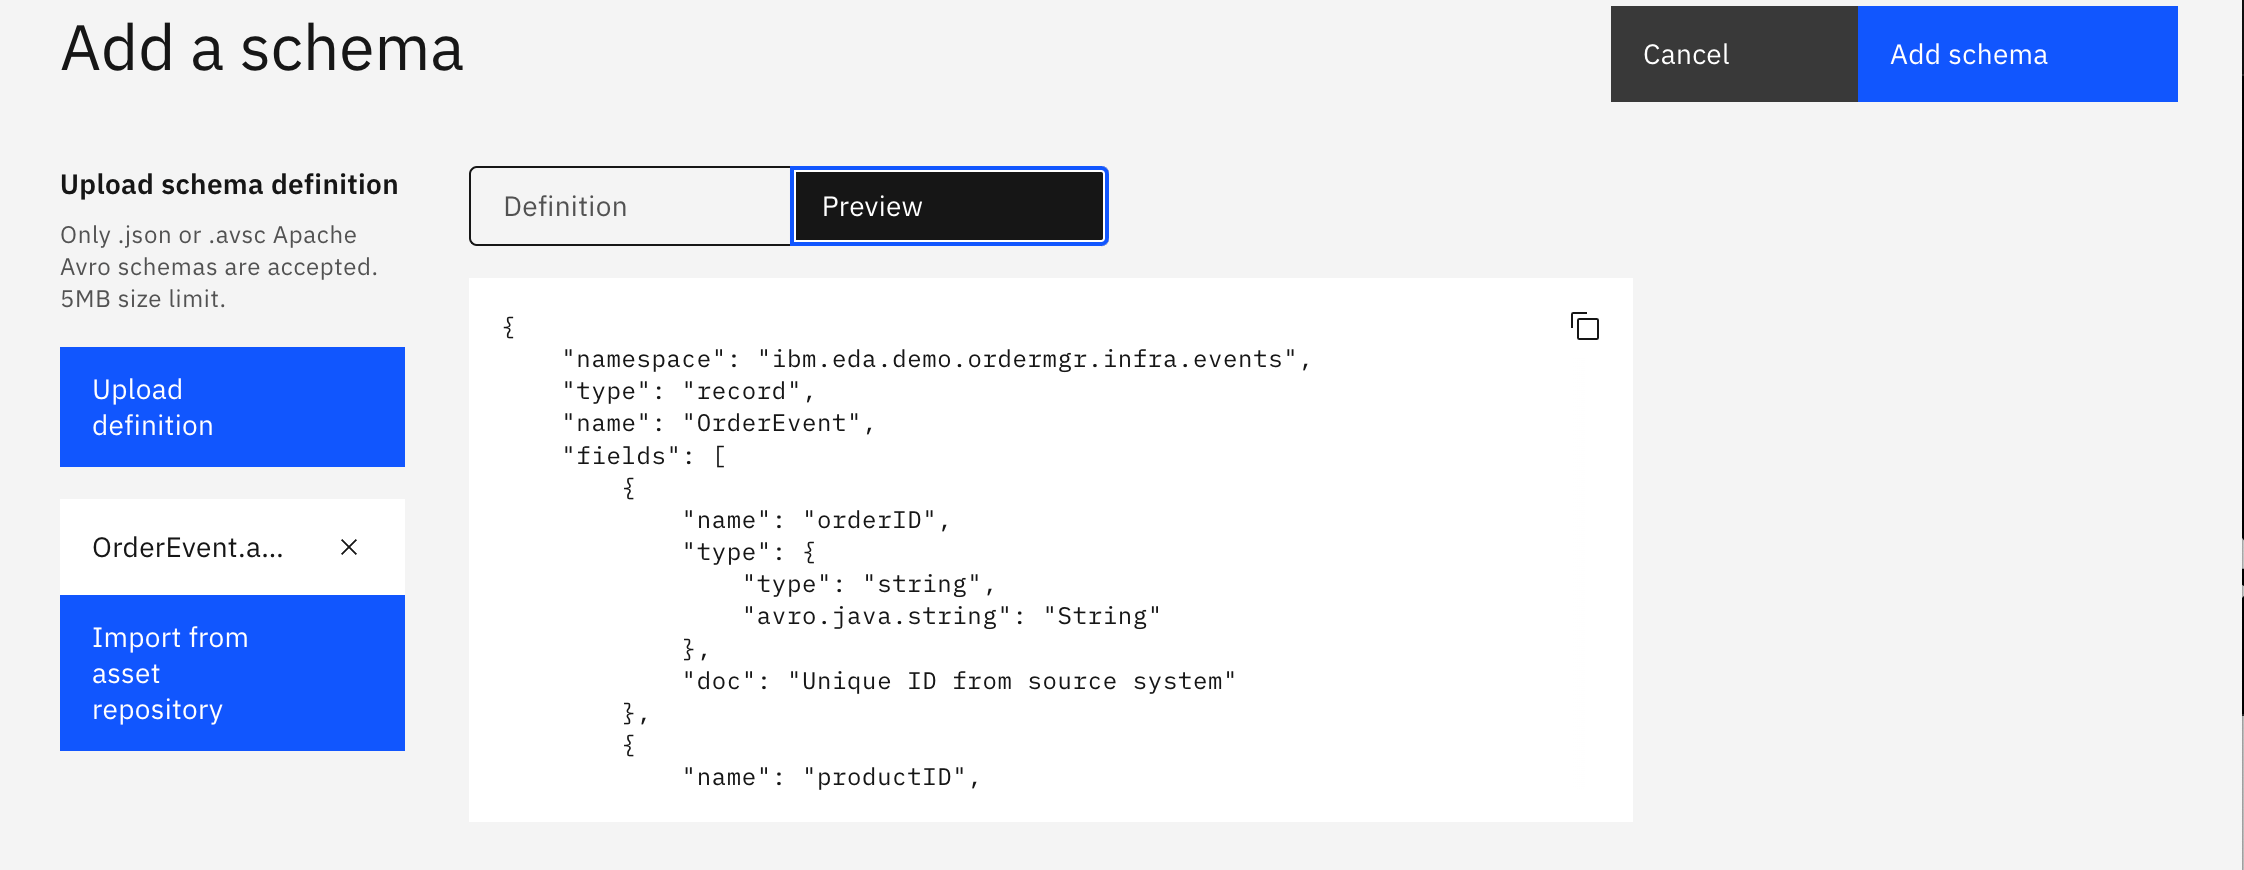 Add a schema
Cancel
Add schema
Upload schema definition
Only .json or .avsc Apache
Avro schemas are accepted.
5MB size limit.
Upload
definition
OrderEvent.a...
Import from
asset
repository
Definition
Preview
{
    "namespace": "ibm.eda.demo.ordermgr.infra.events",
    "type": "record",
    "name": "OrderEvent",
    "fields": [
        {
            "name": "orderID",
            "type": {
                "type": "string",
                "avro.java.string": "String"
            },
            "doc": "Unique ID from source system"
        },
        {
            "name": "productID",